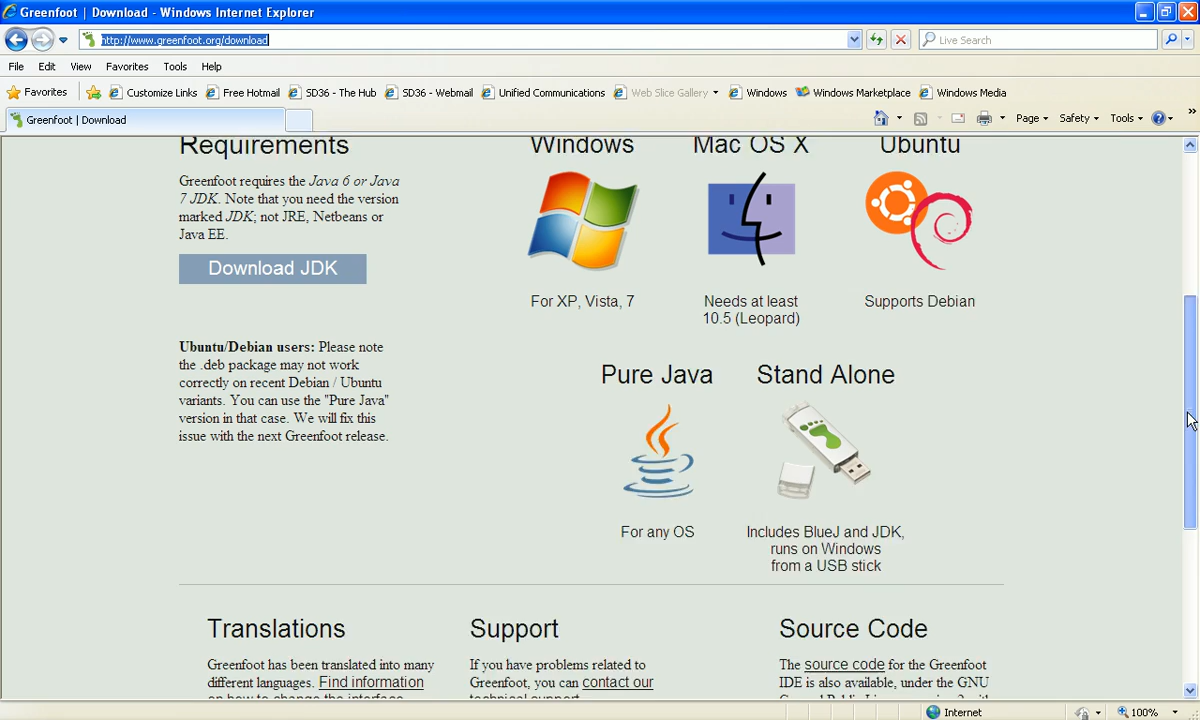 Greenfoot | Download - Windows Internet Explorer
http://www.greenfoot.org/download
Live Search
File Edit View Favorites Tools Help
Favorites Customize Links Free Hotmail SD36 - The Hub SD36 - Webmail Unified Communications Web Slice Gallery Windows Windows Marketplace Windows Media
Greenfoot | Download
Page Safety Tools
Requirements
Greenfoot requires the Java 6 or Java
7 JDK. Note that you need the version
marked JDK; not JRE, Netbeans or
Java EE.
Download JDK
Ubuntu/Debian users: Please note
the .deb package may not work
correctly on recent Debian / Ubuntu
variants. You can use the "Pure Java"
version in that case. We will fix this
issue with the next Greenfoot release.
Windows
For XP, Vista, 7
Mac OS X
Needs at least
10.5 (Leopard)
Ubuntu
Supports Debian
Pure Java
For any OS
Stand Alone
Includes BlueJ and JDK,
runs on Windows
from a USB stick
Translations
Greenfoot has been translated into many
different languages. Find information
on how to change the interface
Support
If you have problems related to
Greenfoot, you can contact our
technical support
Source Code
The source code for the Greenfoot
IDE is also available, under the GNU
Internet
100%